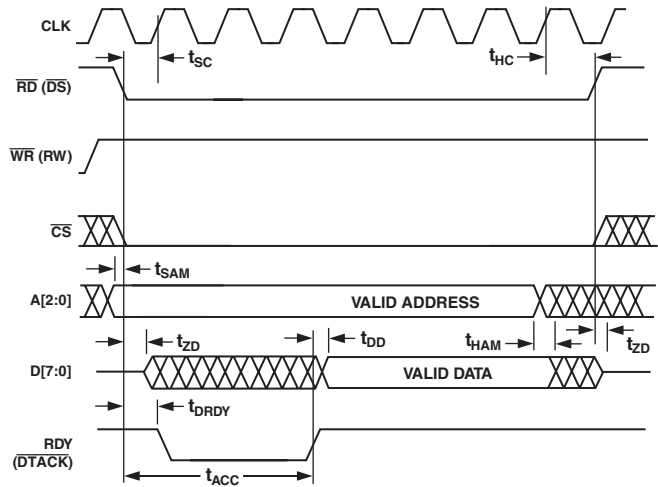 CLK
tSC
tHC
RD (DS)
WR (RW)
CS
tSAM
A[2:0]
VALID ADDRESS
tZD
tDD
tHAM
tZD
D[7:0]
VALID DATA
tDRDY
RDY
(DTACK)
tACC